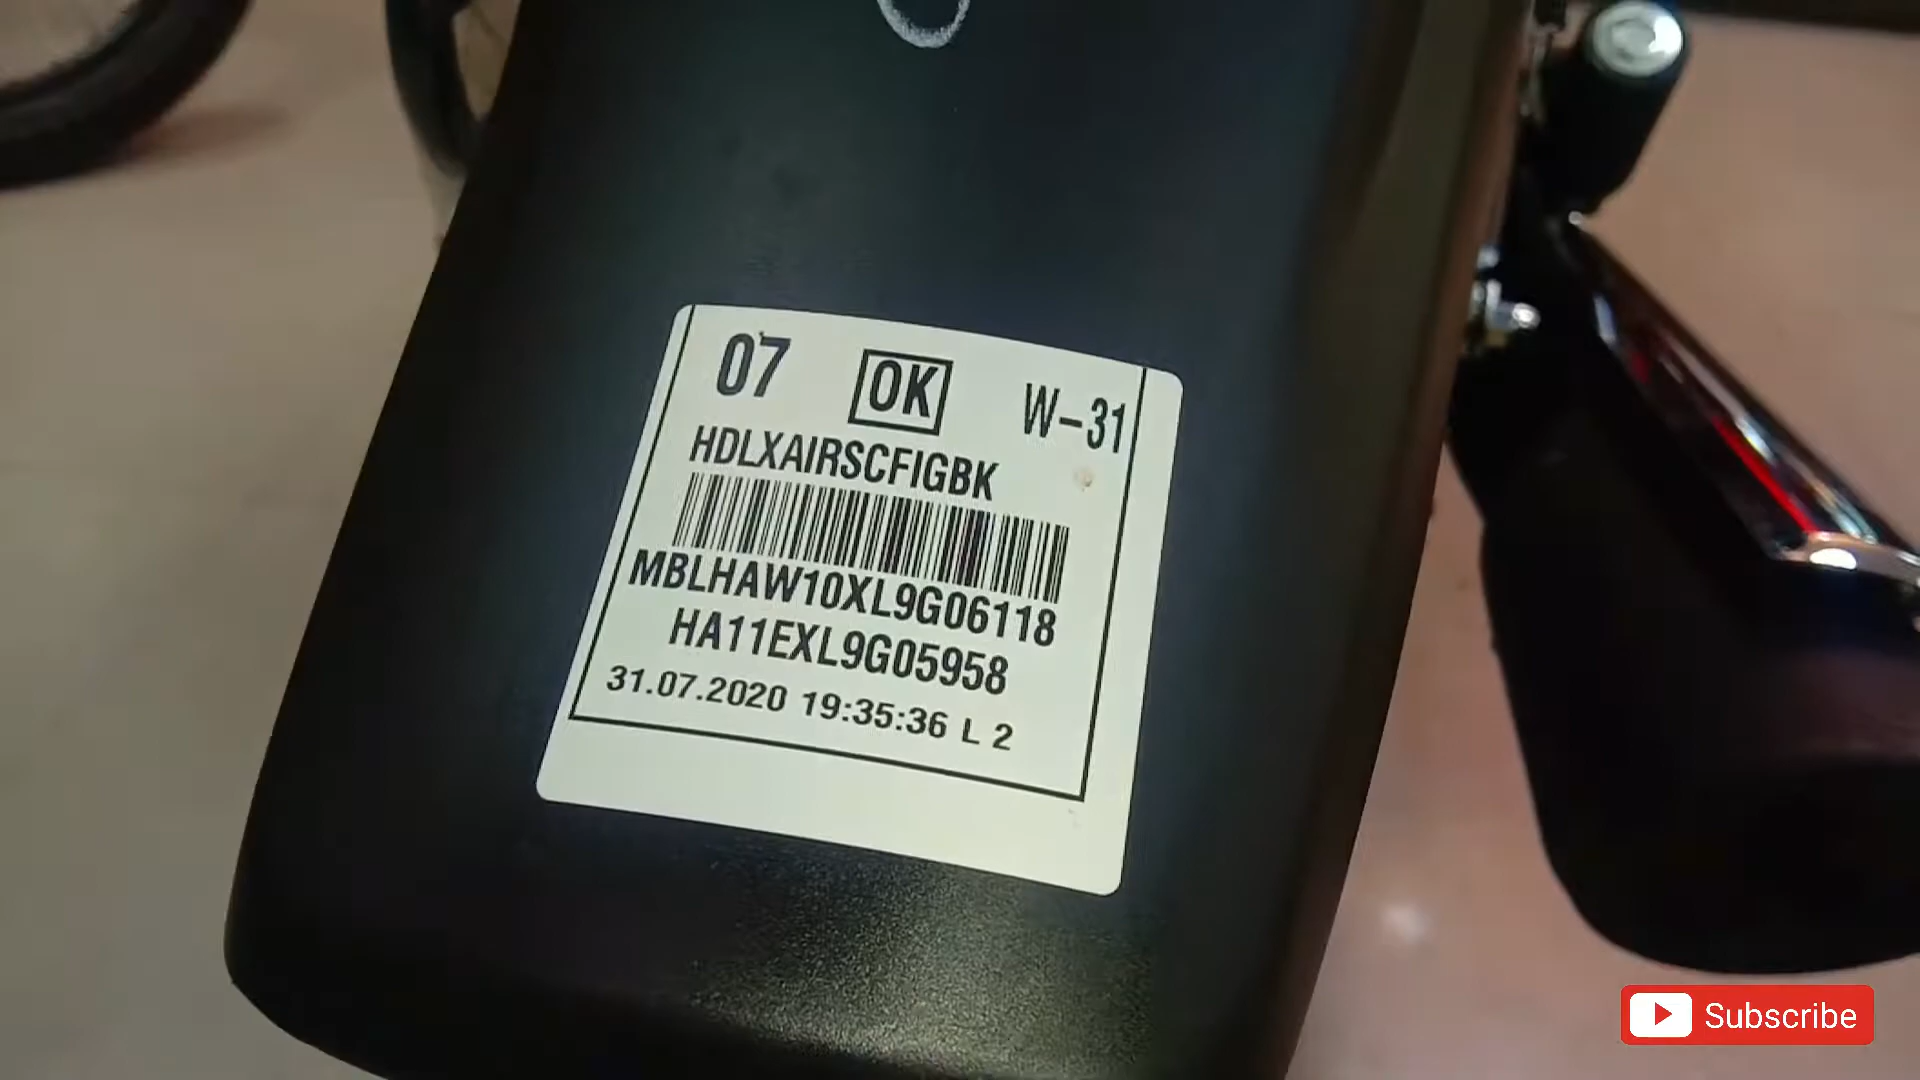 07 OK W-31
HDLXAIRSCFIGBK
MBLHAW10XL9G06118
HA11EXL9G05958
31.07.2020 19:35:36 L 2
Subscribe